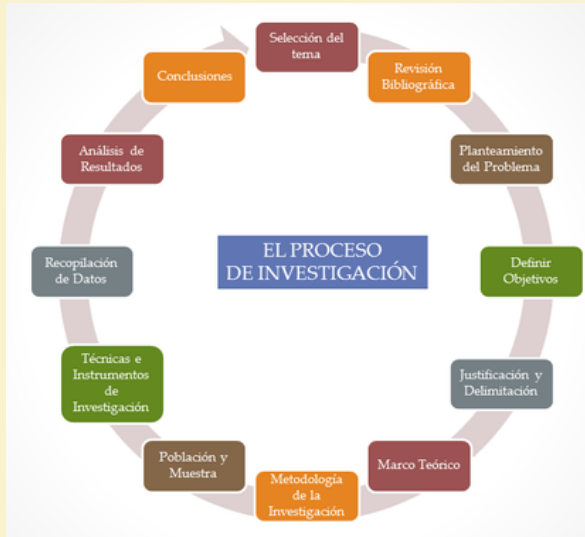 Selección del
tema
Revisión
Bibliográfica
Planteamiento
del Problema
Definir
Objetivos
Justificación y
Delimitación
Marco Teórico
Metodología
de la
Investigación
Población y
Muestra
Técnicas e
Instrumentos
de
Investigación
Recopilación
de Datos
Análisis de
Resultados
Conclusiones
EL PROCESO
DE INVESTIGACIÓN